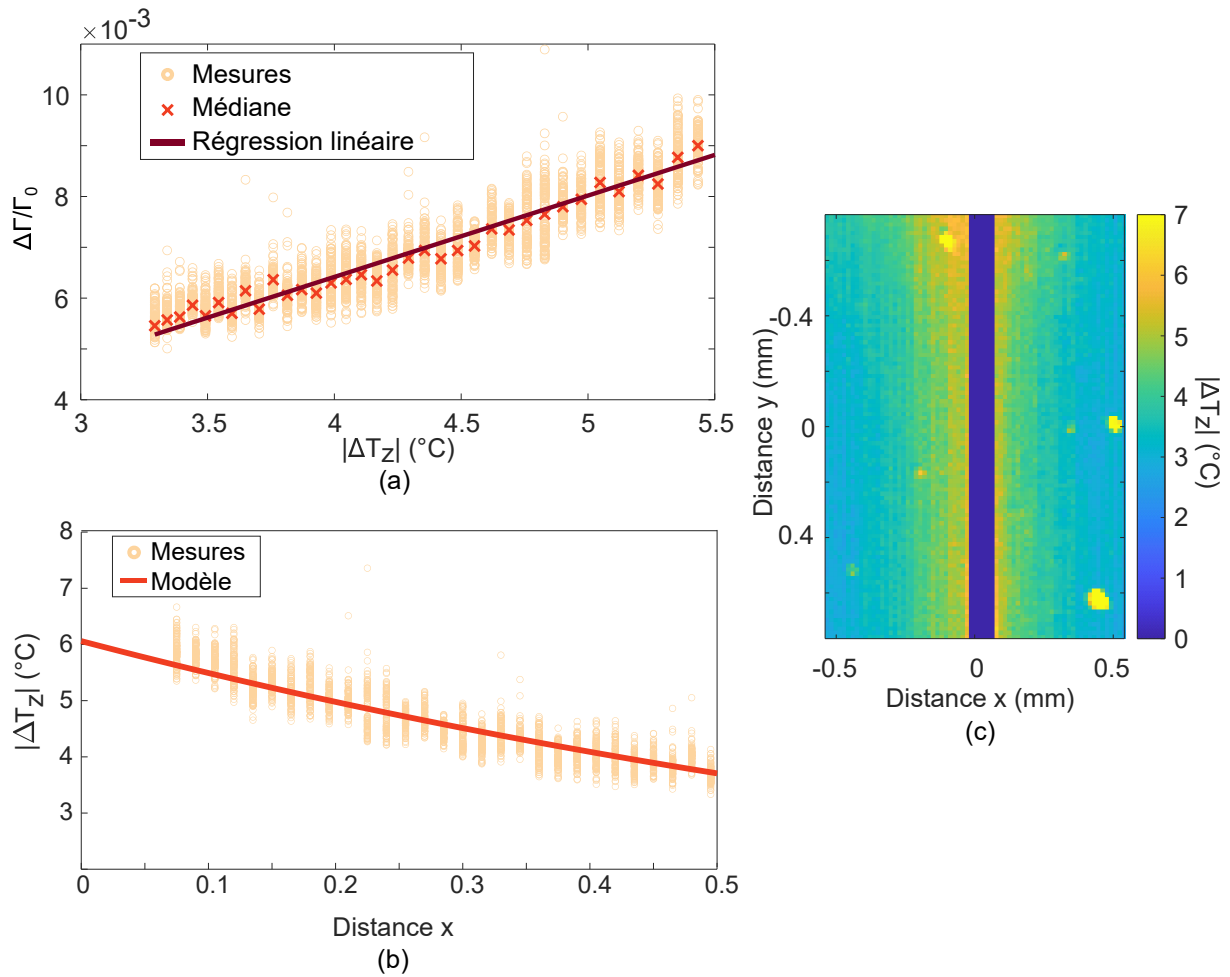 ×10⁻³
10
8
6
4
ΔΓ/Γ₀
Mesures
Médiane
Régression linéaire
3
3.5
4
4.5
5
5.5
|ΔT_Z| (°C)
(a)
8
7
6
5
4
3
|ΔT_Z| (°C)
Mesures
Modèle
0
0.1
0.2
0.3
0.4
0.5
Distance x
(b)
-0.4
0
0.4
Distance y (mm)
-0.5
0
0.5
Distance x (mm)
(c)
7
6
5
4
3
2
1
0
|ΔT_Z| (°C)